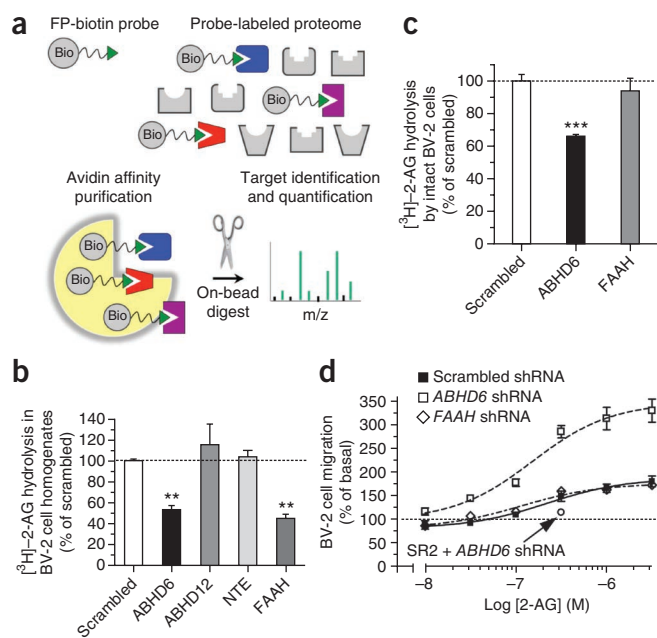 a
FP-biotin probe
Probe-labeled proteome
Bio
Bio
Bio
Bio
Avidin affinity
purification
Target identification
and quantification
Bio
Bio
Bio
On-bead
digest
m/z
b
[³H]–2-AG hydrolysis in
BV-2 cell homogenates
(% of scrambled)
140
120
100
80
60
40
20
0
**
**
Scrambled
ABHD6
ABHD12
NTE
FAAH
c
[³H]–2-AG hydrolysis
by intact BV-2 cells
(% of scrambled)
100
80
60
40
20
0
***
Scrambled
ABHD6
FAAH
d
Scrambled shRNA
ABHD6 shRNA
FAAH shRNA
BV-2 cell migration
(% of basal)
350
300
250
200
150
100
50
0
SR2 + ABHD6 shRNA
–8
–7
–6
Log [2-AG] (M)